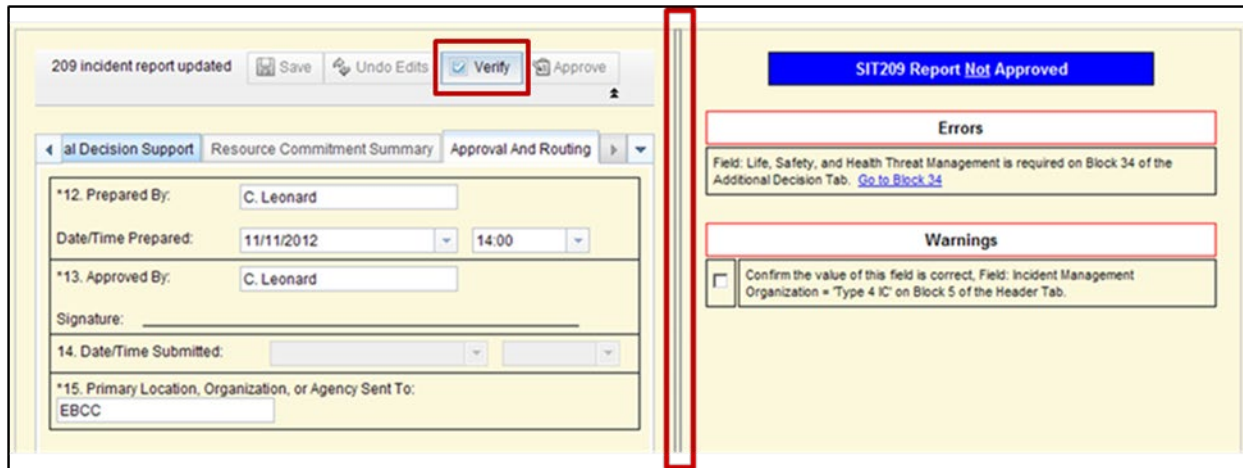 209 incident report updated Save Undo Edits Verify Approve
al Decision Support Resource Commitment Summary Approval And Routing
*12. Prepared By: C. Leonard
Date/Time Prepared: 11/11/2012 14:00
*13. Approved By: C. Leonard
Signature:
14. Date/Time Submitted:
*15. Primary Location, Organization, or Agency Sent To:
EBCC
SIT209 Report Not Approved
Errors
Field: Life, Safety, and Health Threat Management is required on Block 34 of the
Additional Decision Tab. Go to Block 34
Warnings
Confirm the value of this field is correct, Field: Incident Management
Organization = 'Type 4 IC' on Block 5 of the Header Tab.